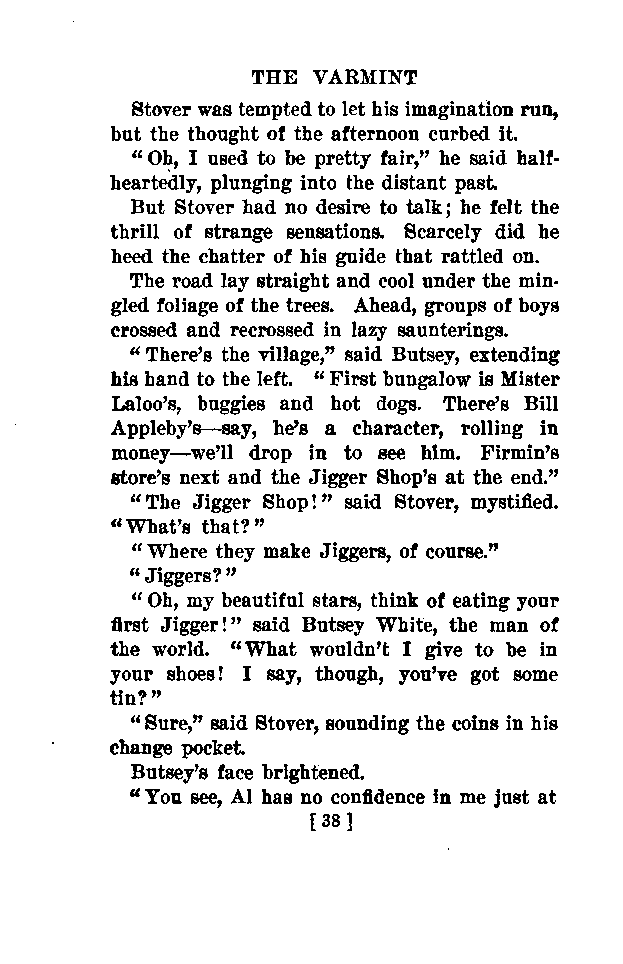 THE VARMINT
Stover was tempted to let his imagination run,
but the thought of the afternoon curbed it.
“Oh, I used to be pretty fair,” he said half-
heartedly, plunging into the distant past.
But Stover had no desire to talk; he felt the
thrill of strange sensations. Scarcely did he
heed the chatter of his guide that rattled on.
The road lay straight and cool under the min-
gled foliage of the trees. Ahead, groups of boys
crossed and recrossed in lazy saunterings.
“There’s the village,” said Butsey, extending
his hand to the left. “First bungalow is Mister
Laloo’s, buggies and hot dogs. There’s Bill
Appleby’s—say, he’s a character, rolling in
money—we’ll drop in to see him. Firmin’s
store’s next and the Jigger Shop’s at the end.”
“The Jigger Shop!” said Stover, mystified.
“What’s that?”
“Where they make Jiggers, of course.”
“Jiggers?”
“Oh, my beautiful stars, think of eating your
first Jigger!” said Butsey White, the man of
the world. “What wouldn’t I give to be in
your shoes! I say, though, you’ve got some
tin?”
“Sure,” said Stover, sounding the coins in his
change pocket.
Butsey’s face brightened.
“You see, Al has no confidence in me just at
[38]